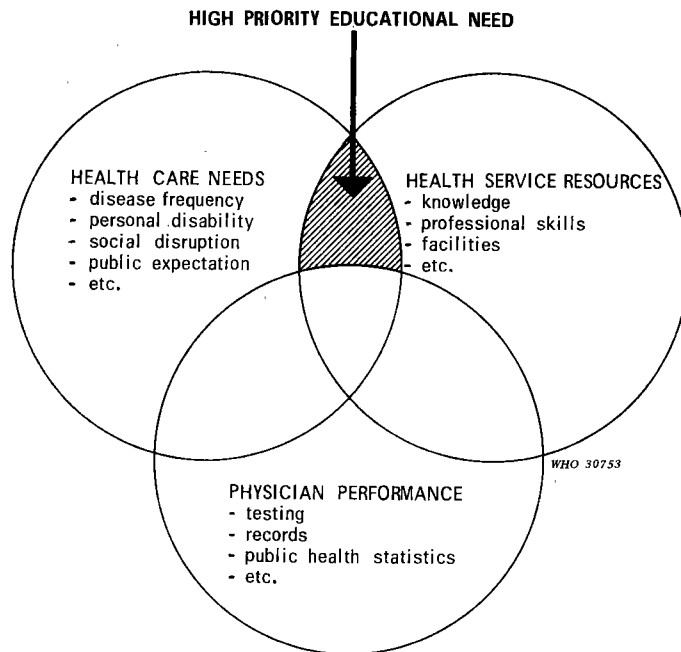 HIGH PRIORITY EDUCATIONAL NEED
HEALTH CARE NEEDS
- disease frequency
- personal disability
- social disruption
- public expectation
- etc.
HEALTH SERVICE RESOURCES
- knowledge
- professional skills
- facilities
- etc.
WHO 30753
PHYSICIAN PERFORMANCE
- testing
- records
- public health statistics
- etc.